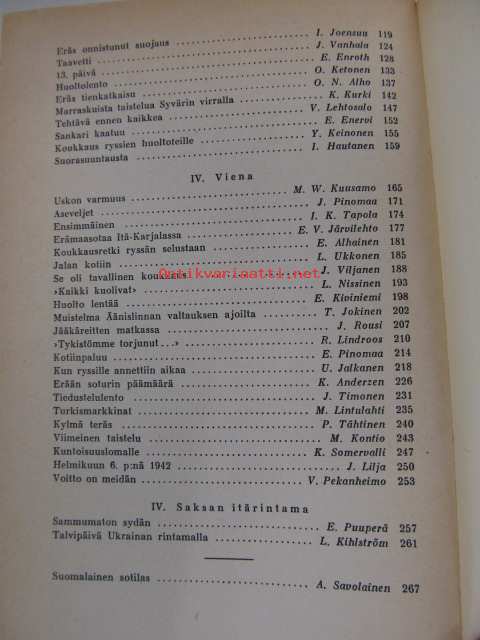 Eräs onnistunut suojaus ........ I. Joensuu 119
Taavetti ........ J. Vanhala 124
13. päivä ........ E. Enroth 128
Huoltolento ........ O. Ketonen 133
Eräs tienkatkaisu ........ O. N. Alho 137
Marraskuista taistelua Syvärin virralla ........ K. Kurki 142
Tehtävä ennen kaikkea ........ V. Lehtosalo 147
Sankari kaatuu ........ E. Enervi 152
Koukkaus ryssien huoltoteille ........ Y. Keinonen 155
Suorasuuntausta ........ I. Hautanen 159
IV. Viena
Uskon varmuus ........ M. W. Kuusamo 165
Aseveljet ........ J. Pinomaa 171
Ensimmäinen ........ I. K. Tapola 174
Erämaasotaa Itä-Karjalassa ........ E. V. Järvilehto 177
Koukkausretki ryssän selustaan ........ E. Alhainen 181
Jalan kotiin ........ L. Ukkonen 185
Se oli tavallinen koukkaus ........ J. Viljanen 188
›Kaikki kuolivat› ........ L. Nissinen 193
Huolto lentää ........ E. Kiviniemi 198
Muistelma Äänislinnan valtauksen ajoilta ........ T. Jokinen 202
Jääkäreitten matkassa ........ J. Rousi 207
›Tykistömme torjunut...› ........ R. Lindroos 210
Kotiinpaluu ........ E. Pinomaa 214
Kun ryssille annettiin aikaa ........ U. Jalkanen 218
Erään soturin päämäärä ........ K. Anderzen 226
Tiedustelulento ........ J. Timonen 231
Turkismarkkinat ........ M. Lintulahti 235
Kylmä teräs ........ P. Tähtinen 240
Viimeinen taistelu ........ M. Kontio 243
Kuntoisuuslomalle ........ K. Somervalli 247
Helmikuun 6. p:nä 1942 ........ J. Lilja 250
Voitto on meidän ........ V. Pekanheimo 253
IV. Saksan itärintama
Sammumaton sydän ........ E. Puuperä 257
Talvipäivä Ukrainan rintamalla ........ L. Kihlström 261
Suomalainen sotilas ........ A. Savolainen 267
Antikvariaatti.net